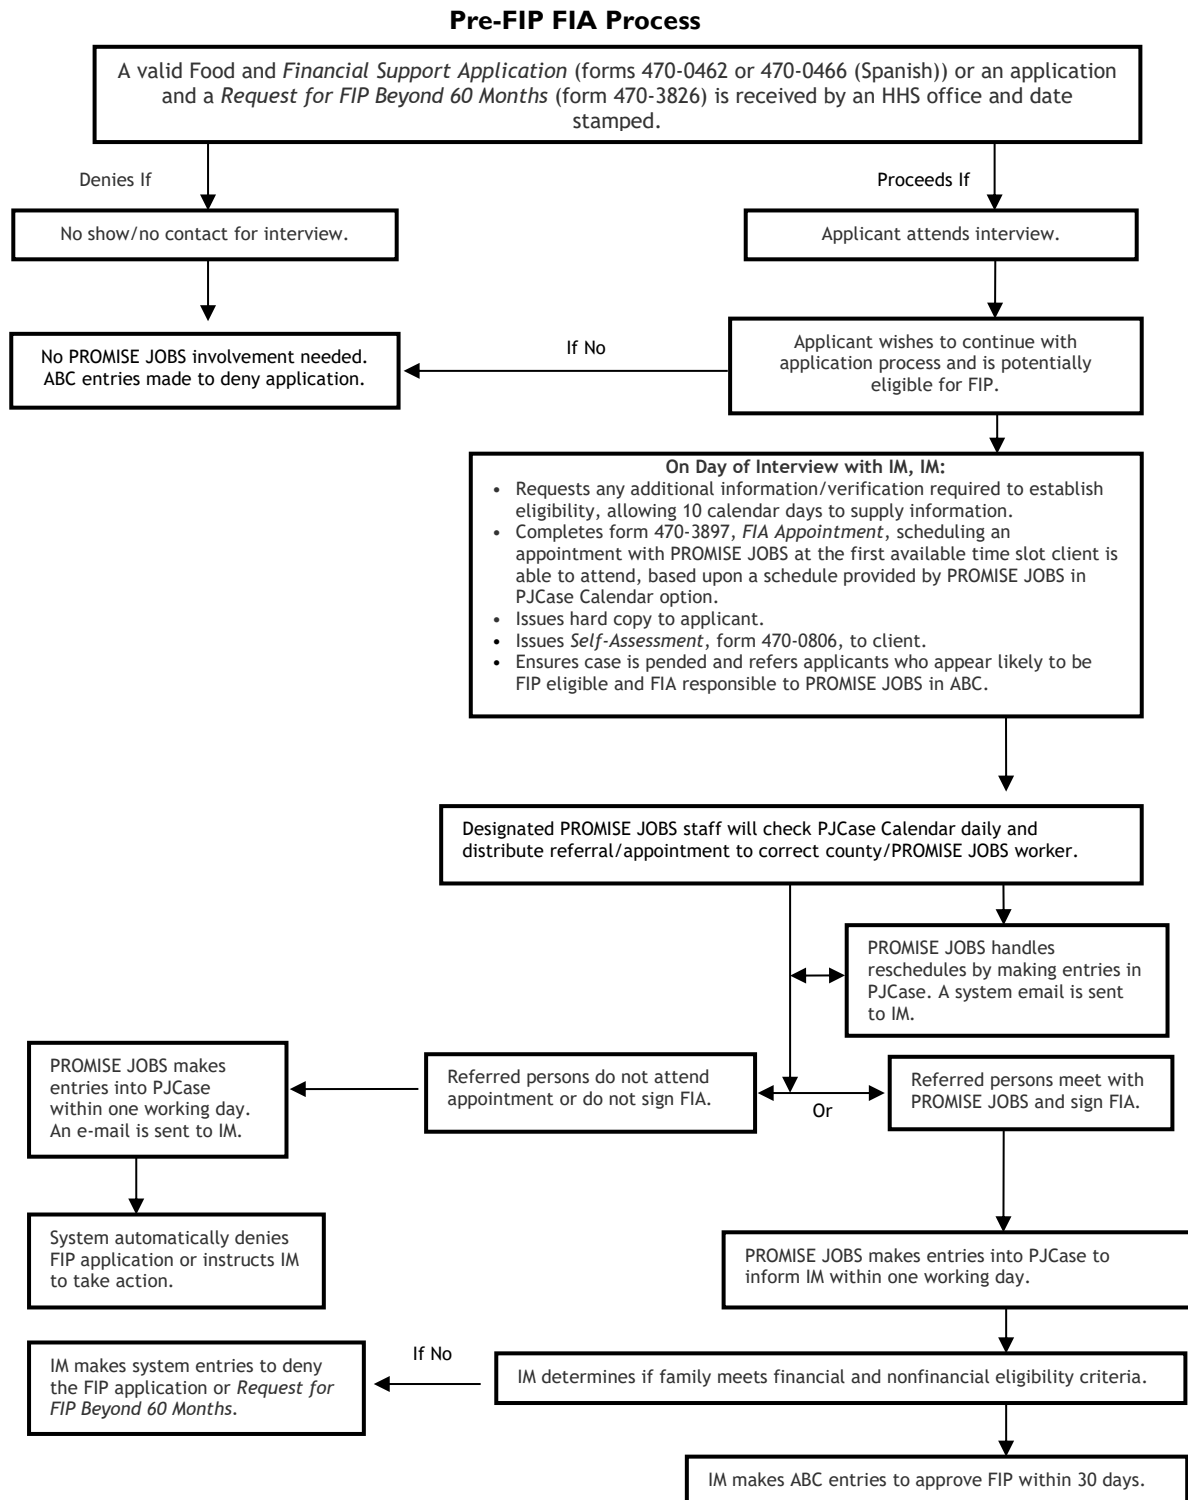 Pre-FIP FIA Process
A valid Food and Financial Support Application (forms 470-0462 or 470-0466 (Spanish)) or an application
and a Request for FIP Beyond 60 Months (form 470-3826) is received by an HHS office and date
stamped.
Denies If
Proceeds If
No show/no contact for interview.
Applicant attends interview.
No PROMISE JOBS involvement needed.
ABC entries made to deny application.
If No
Applicant wishes to continue with
application process and is potentially
eligible for FIP.
On Day of Interview with IM, IM:
• Requests any additional information/verification required to establish
eligibility, allowing 10 calendar days to supply information.
• Completes form 470-3897, FIA Appointment, scheduling an
appointment with PROMISE JOBS at the first available time slot client is
able to attend, based upon a schedule provided by PROMISE JOBS in
PJCase Calendar option.
• Issues hard copy to applicant.
• Issues Self-Assessment, form 470-0806, to client.
• Ensures case is pended and refers applicants who appear likely to be
FIP eligible and FIA responsible to PROMISE JOBS in ABC.
Designated PROMISE JOBS staff will check PJCase Calendar daily and
distribute referral/appointment to correct county/PROMISE JOBS worker.
PROMISE JOBS handles
reschedules by making entries in
PJCase. A system email is sent
to IM.
PROMISE JOBS makes
entries into PJCase
within one working day.
An e-mail is sent to IM.
Referred persons do not attend
appointment or do not sign FIA.
Or
Referred persons meet with
PROMISE JOBS and sign FIA.
System automatically denies
FIP application or instructs IM
to take action.
PROMISE JOBS makes entries into PJCase to
inform IM within one working day.
IM makes system entries to deny
the FIP application or Request for
FIP Beyond 60 Months.
If No
IM determines if family meets financial and nonfinancial eligibility criteria.
IM makes ABC entries to approve FIP within 30 days.